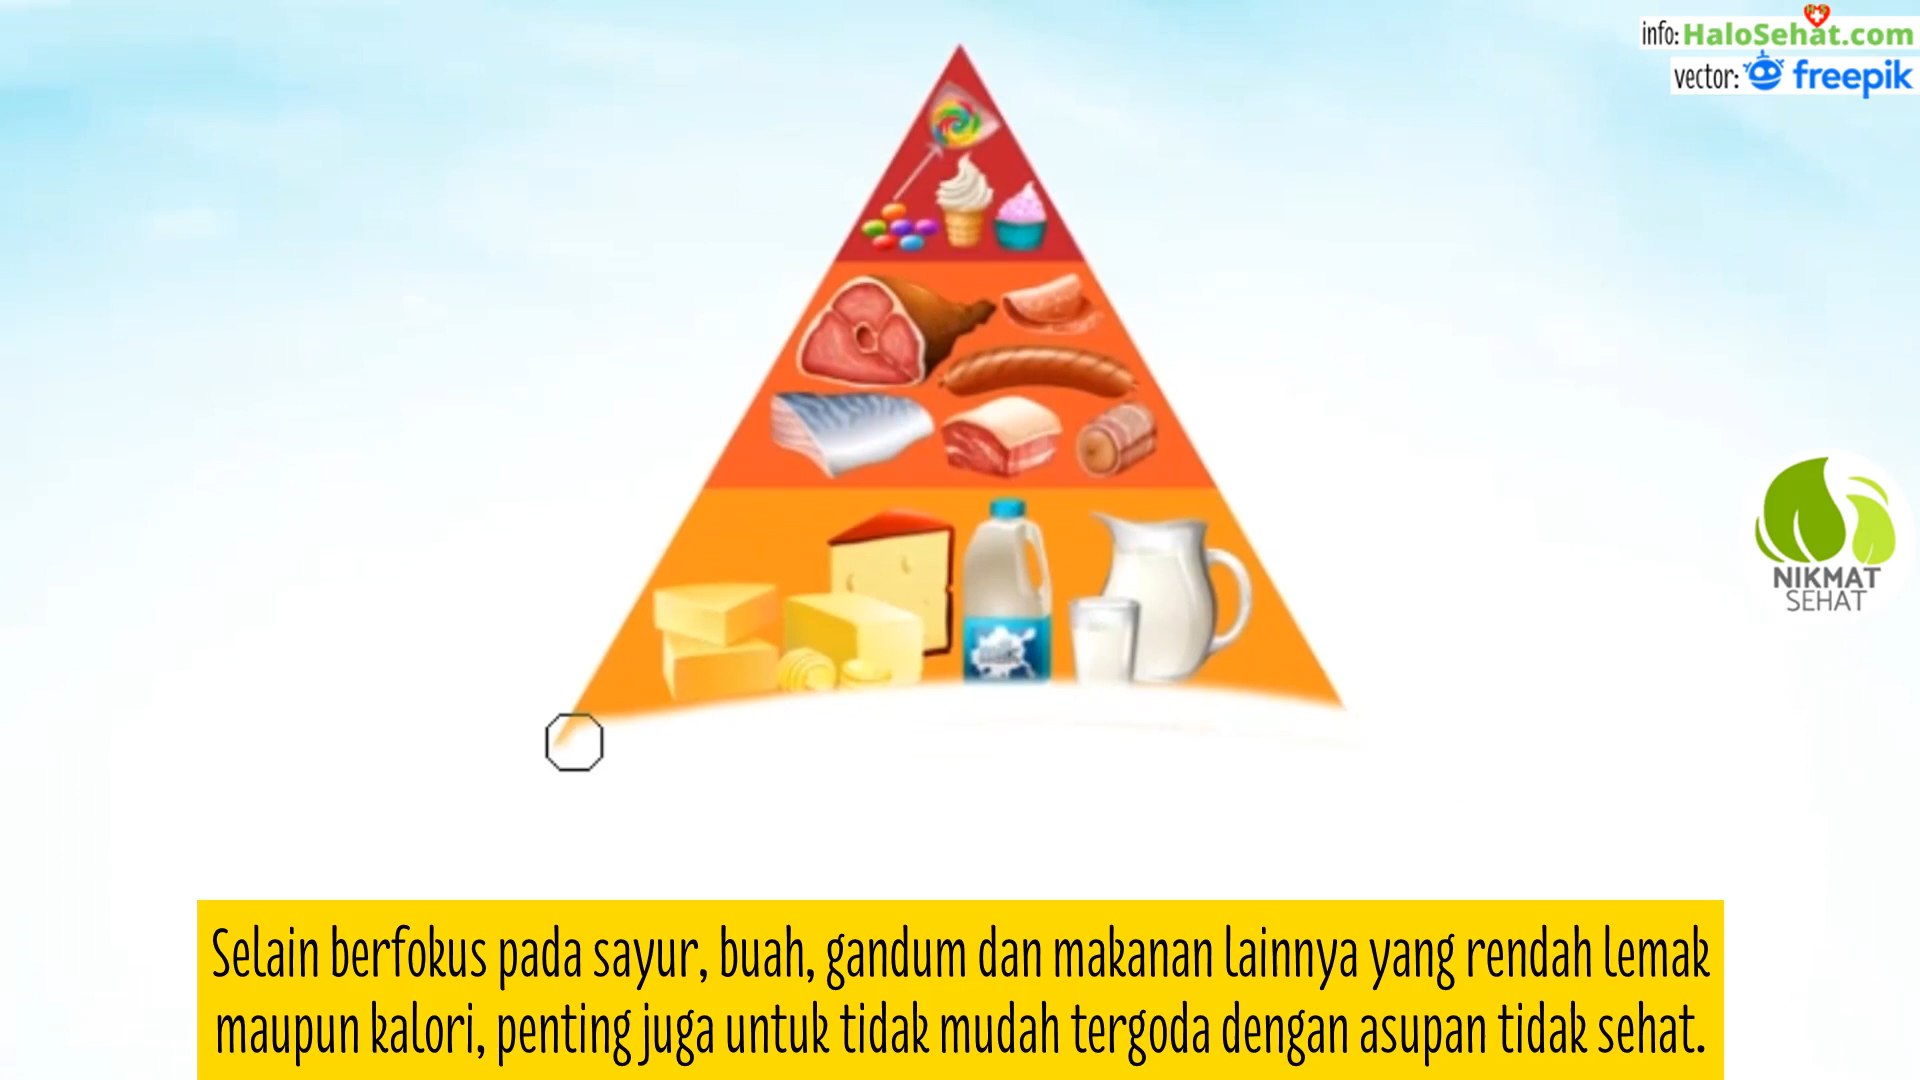 info: HaloSehat.com
vector: freepik
NIKMAT
SEHAT
Selain berfokus pada sayur, buah, gandum dan makanan lainnya yang rendah lemak
maupun kalori, penting juga untuk tidak mudah tergoda dengan asupan tidak sehat.